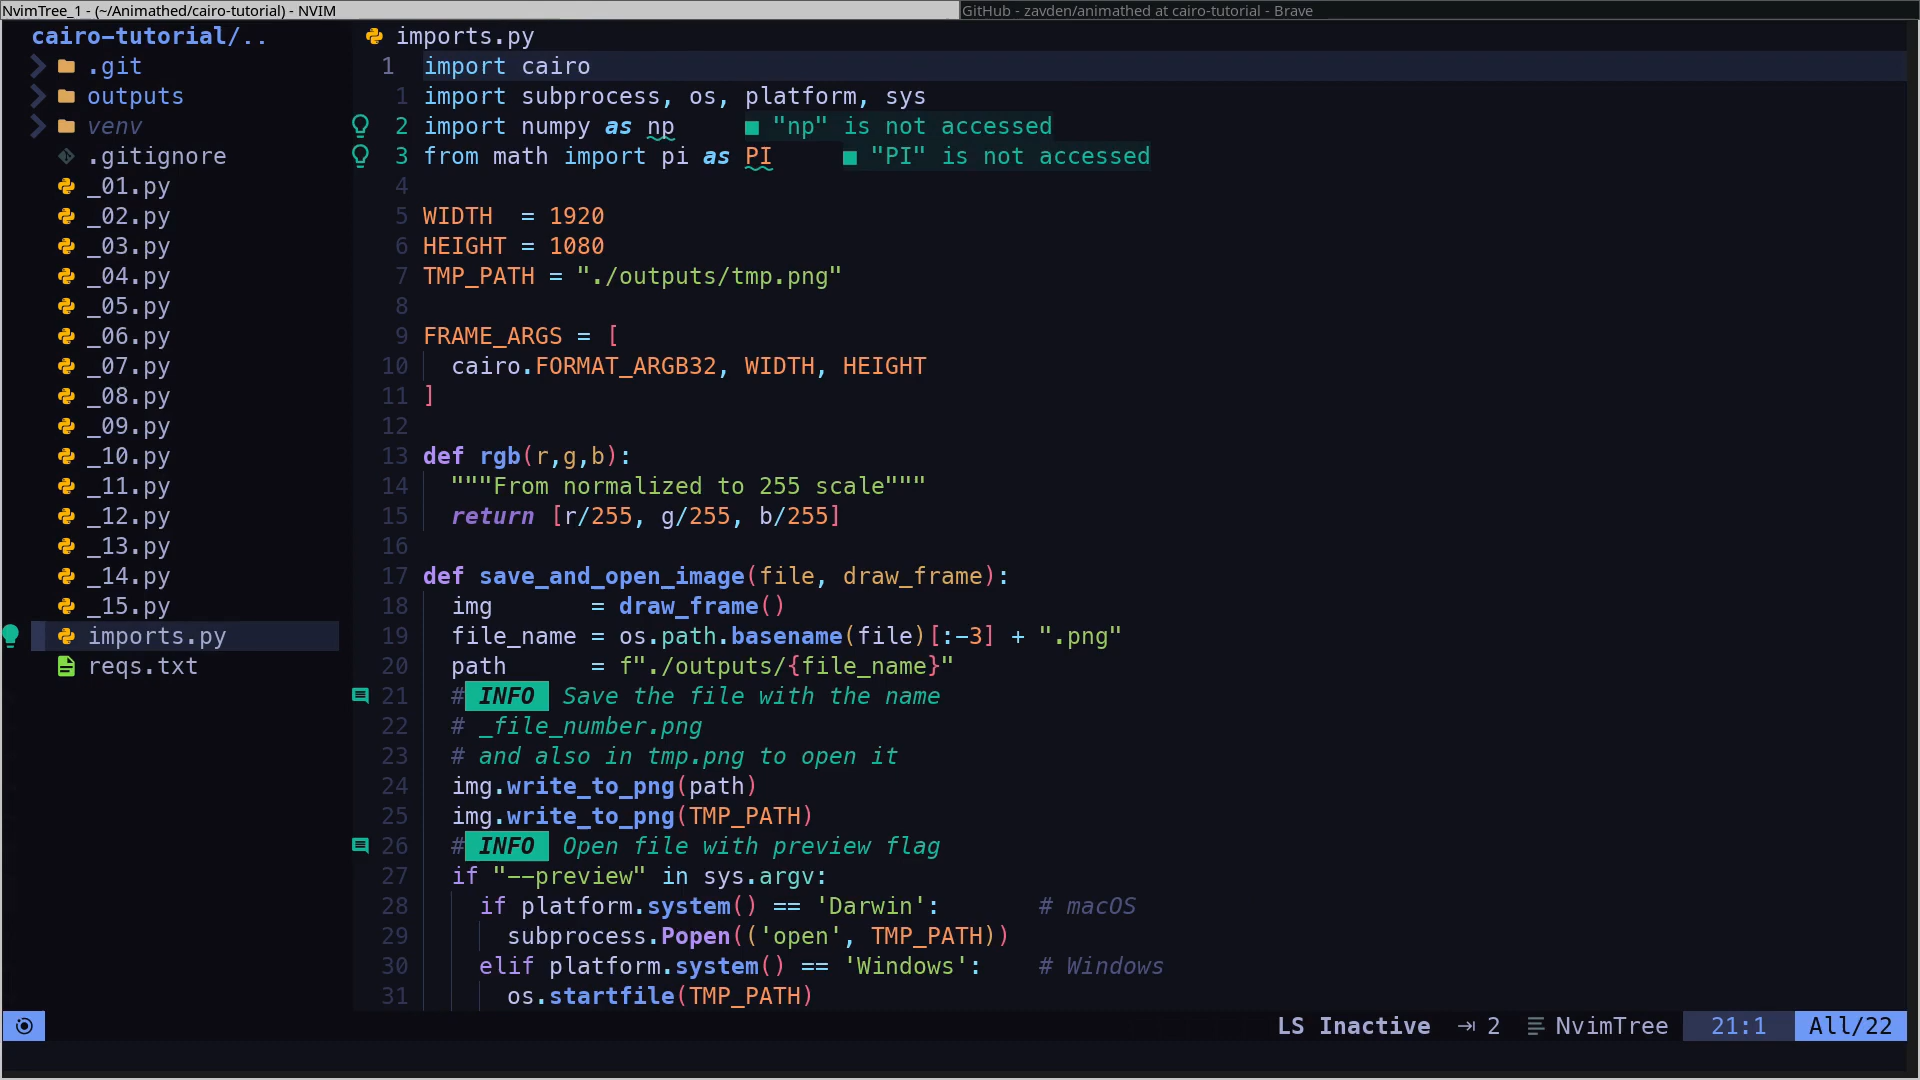 NvimTree_1 - (~/Animathed/cairo-tutorial) - NVIM
GitHub - zavden/animathed at cairo-tutorial - Brave
cairo-tutorial/..
.git
outputs
venv
.gitignore
_01.py
_02.py
_03.py
_04.py
_05.py
_06.py
_07.py
_08.py
_09.py
_10.py
_11.py
_12.py
_13.py
_14.py
_15.py
imports.py
reqs.txt
imports.py
1 import cairo
1 import subprocess, os, platform, sys
2 import numpy as np ■ "np" is not accessed
3 from math import pi as PI ■ "PI" is not accessed
4
5 WIDTH  = 1920
6 HEIGHT = 1080
7 TMP_PATH = "./outputs/tmp.png"
8
9 FRAME_ARGS = [
10   cairo.FORMAT_ARGB32, WIDTH, HEIGHT
11 ]
12
13 def rgb(r,g,b):
14   """From normalized to 255 scale"""
15   return [r/255, g/255, b/255]
16
17 def save_and_open_image(file, draw_frame):
18   img       = draw_frame()
19   file_name = os.path.basename(file)[:-3] + ".png"
20   path      = f"./outputs/{file_name}"
21   # INFO  Save the file with the name
22   # _file_number.png
23   # and also in tmp.png to open it
24   img.write_to_png(path)
25   img.write_to_png(TMP_PATH)
26   # INFO  Open file with preview flag
27   if "--preview" in sys.argv:
28     if platform.system() == 'Darwin':       # macOS
29       subprocess.Popen(('open', TMP_PATH))
30     elif platform.system() == 'Windows':    # Windows
31       os.startfile(TMP_PATH)
LS Inactive 2 NvimTree 21:1 All/22